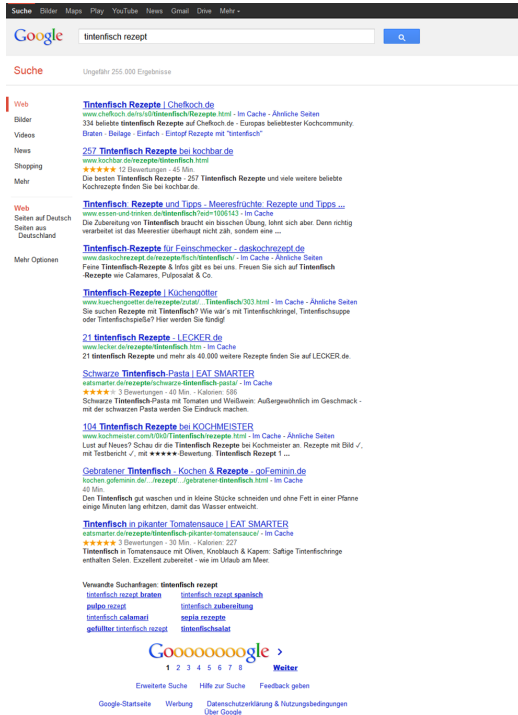 Suche Bilder Maps Play YouTube News Gmail Drive Mehr
Google
tintenfisch rezept
Suche
Ungefähr 255.000 Ergebnisse
Web
Bilder
Videos
News
Shopping
Mehr
Web
Seiten auf Deutsch
Seiten aus
Deutschland
Mehr Optionen
Tintenfisch Rezepte | Chefkoch.de
www.chefkoch.de/rs/s0/tintenfisch/Rezepte.html - Im Cache - Ähnliche Seiten
334 beliebte tintenfisch Rezepte auf Chefkoch.de - Europas beliebtester Kochcommunity.
Braten - Beilage - Einfach - Eintopf Rezepte mit "tintenfisch"
257 Tintenfisch Rezepte bei kochbar.de
www.kochbar.de/rezepte/tintenfisch.html
★★★★★ 12 Bewertungen - 45 Min.
Die besten Tintenfisch Rezepte - 257 Tintenfisch Rezepte und viele weitere beliebte
Kochrezepte finden Sie bei kochbar.de.
Tintenfisch: Rezepte und Tipps - Meeresfrüchte: Rezepte und Tipps ...
www.essen-und-trinken.de/tintenfisch?eid=1006143 - Im Cache
Die Zubereitung von Tintenfisch braucht ein bisschen Übung, lohnt sich aber. Denn richtig
verarbeitet ist das Meerestier überhaupt nicht zäh, sondern eine ...
Tintenfisch-Rezepte für Feinschmecker - daskochrezept.de
www.daskochrezept.de/rezepte/fisch/tintenfisch/ - Im Cache - Ähnliche Seiten
Feine Tintenfisch-Rezepte & Infos gibt es bei uns. Freuen Sie sich auf Tintenfisch
-Rezepte wie Calamares, Pulposalat & Co.
Tintenfisch-Rezepte | Küchengötter
www.kuechengoetter.de/rezepte/zutat/...Tintenfisch/303.html - Im Cache - Ähnliche Seiten
Sie suchen Rezepte mit Tintenfisch? Wie wär´s mit Tintenfischkringel, Tintenfischsuppe
oder Tintenfischspieße? Hier werden Sie fündig!
21 tintenfisch Rezepte - LECKER.de
www.lecker.de/rezepte/tintenfisch.htm - Im Cache
21 tintenfisch Rezepte und mehr als 40.000 weitere Rezepte finden Sie auf LECKER.de.
Schwarze Tintenfisch-Pasta | EAT SMARTER
eatsmarter.de/rezepte/schwarze-tintenfisch-pasta/ - Im Cache
★★★★★ 3 Bewertungen - 40 Min. - Kalorien: 586
Schwarze Tintenfisch-Pasta mit Tomaten und Weißwein: Außergewöhnlich im Geschmack -
mit der schwarzen Pasta werden Sie Eindruck machen.
104 Tintenfisch Rezepte bei KOCHMEISTER
www.kochmeister.com/t/0k0/Tintenfisch/rezepte.html - Im Cache - Ähnliche Seiten
Lust auf Neues? Schau dir die Tintenfisch Rezepte bei Kochmeister an. Rezepte mit Bild ✓,
mit Testbericht ✓, mit ★★★★★-Bewertung. Tintenfisch Rezept 1 ...
Gebratener Tintenfisch - Kochen & Rezepte - goFeminin.de
kochen.gofeminin.de/.../rezept/.../gebratener-tintenfisch.html - Im Cache
40 Min.
Den Tintenfisch gut waschen und in kleine Stücke schneiden und ohne Fett in einer Pfanne
einige Minuten lang erhitzen, damit das Wasser entweicht.
Tintenfisch in pikanter Tomatensauce | EAT SMARTER
eatsmarter.de/rezepte/tintenfisch-pikanter-tomatensauce/ - Im Cache
★★★★★ 3 Bewertungen - 30 Min. - Kalorien: 227
Tintenfisch in Tomatensauce mit Oliven, Knoblauch & Kapern: Saftige Tintenfischringe
enthalten Selen. Exzellent zubereitet - wie im Urlaub am Meer.
Verwandte Suchanfragen: tintenfisch rezept
tintenfisch rezept braten tintenfisch rezept spanisch
pulpo rezept tintenfisch zubereitung
tintenfisch calamari sepia rezepte
gefüllter tintenfisch rezept tintenfischsalat
Goooooooogle >
1 2 3 4 5 6 7 8 Weiter
Erweiterte Suche Hilfe zur Suche Feedback geben
Google-Startseite Werbung Datenschutzerklärung & Nutzungsbedingungen
Über Google